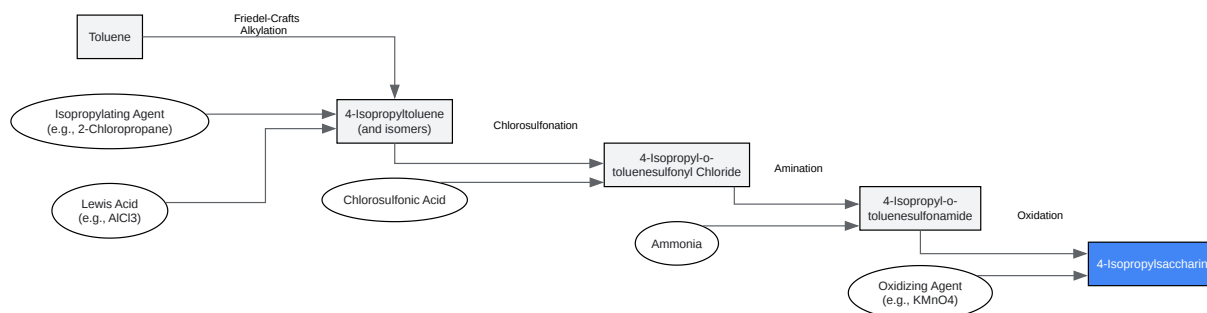 Toluene
Friedel-Crafts
Alkylation
Isopropylating Agent
(e.g., 2-Chloropropane)
4-Isopropyltoluene
(and isomers)
Lewis Acid
(e.g., AlCl3)
Chlorosulfonation
Chlorosulfonic Acid
4-Isopropyl-o-
toluenesulfonyl Chloride
Amination
Ammonia
4-Isopropyl-o-
toluenesulfonamide
Oxidation
Oxidizing Agent
(e.g., KMnO4)
4-Isopropylsaccharin